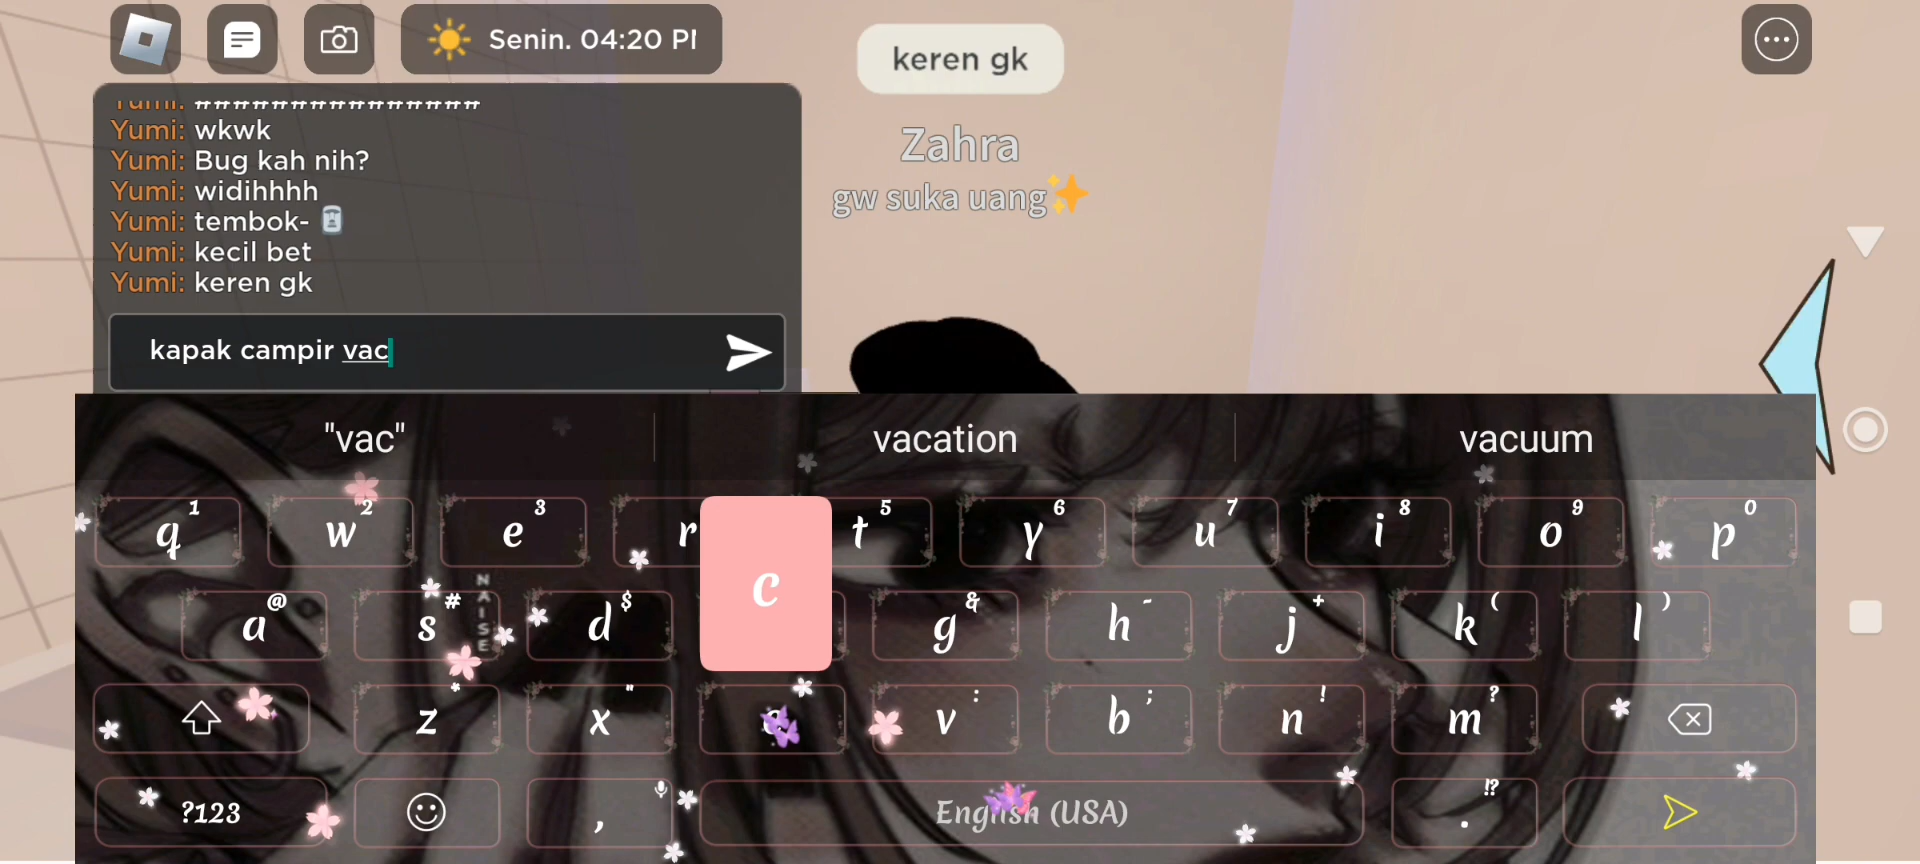 Senin. 04:20 PI
keren gk
Yumi: ###############
Yumi: wkwk
Yumi: Bug kah nih?
Yumi: widihhhh
Yumi: tembok- 🗿
Yumi: kecil bet
Yumi: keren gk
Zahra
gw suka uang✨
kapak campir vac
"vac" vacation vacuum
q 1 w 2 e 3 r t 5 y 6 u 7 i 8 o 9 p 0
c
a @ s # d $ g & h - j + k ( l )
NAISE
z * x " v : b ; n ! m ?
?123 , English (USA) . !?